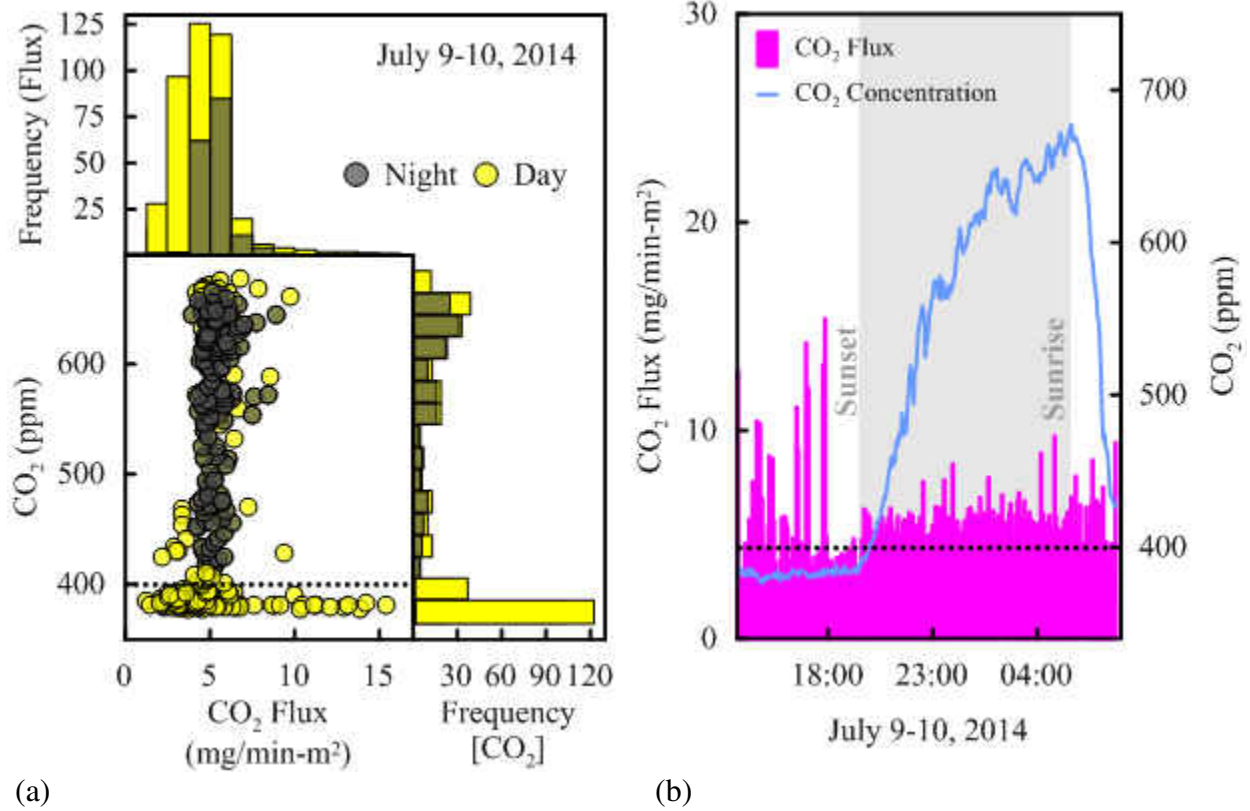 125
100
75
50
25
Frequency (Flux)
July 9-10, 2014
Night
Day
600
500
400
CO₂ (ppm)
0
5
10
15
CO₂ Flux
(mg/min-m²)
30
60
90
120
Frequency
[CO₂]
(a)
30
20
10
0
CO₂ Flux (mg/min-m²)
CO₂ Flux
CO₂ Concentration
Sunset
Sunrise
700
600
500
400
CO₂ (ppm)
18:00
23:00
04:00
July 9-10, 2014
(b)